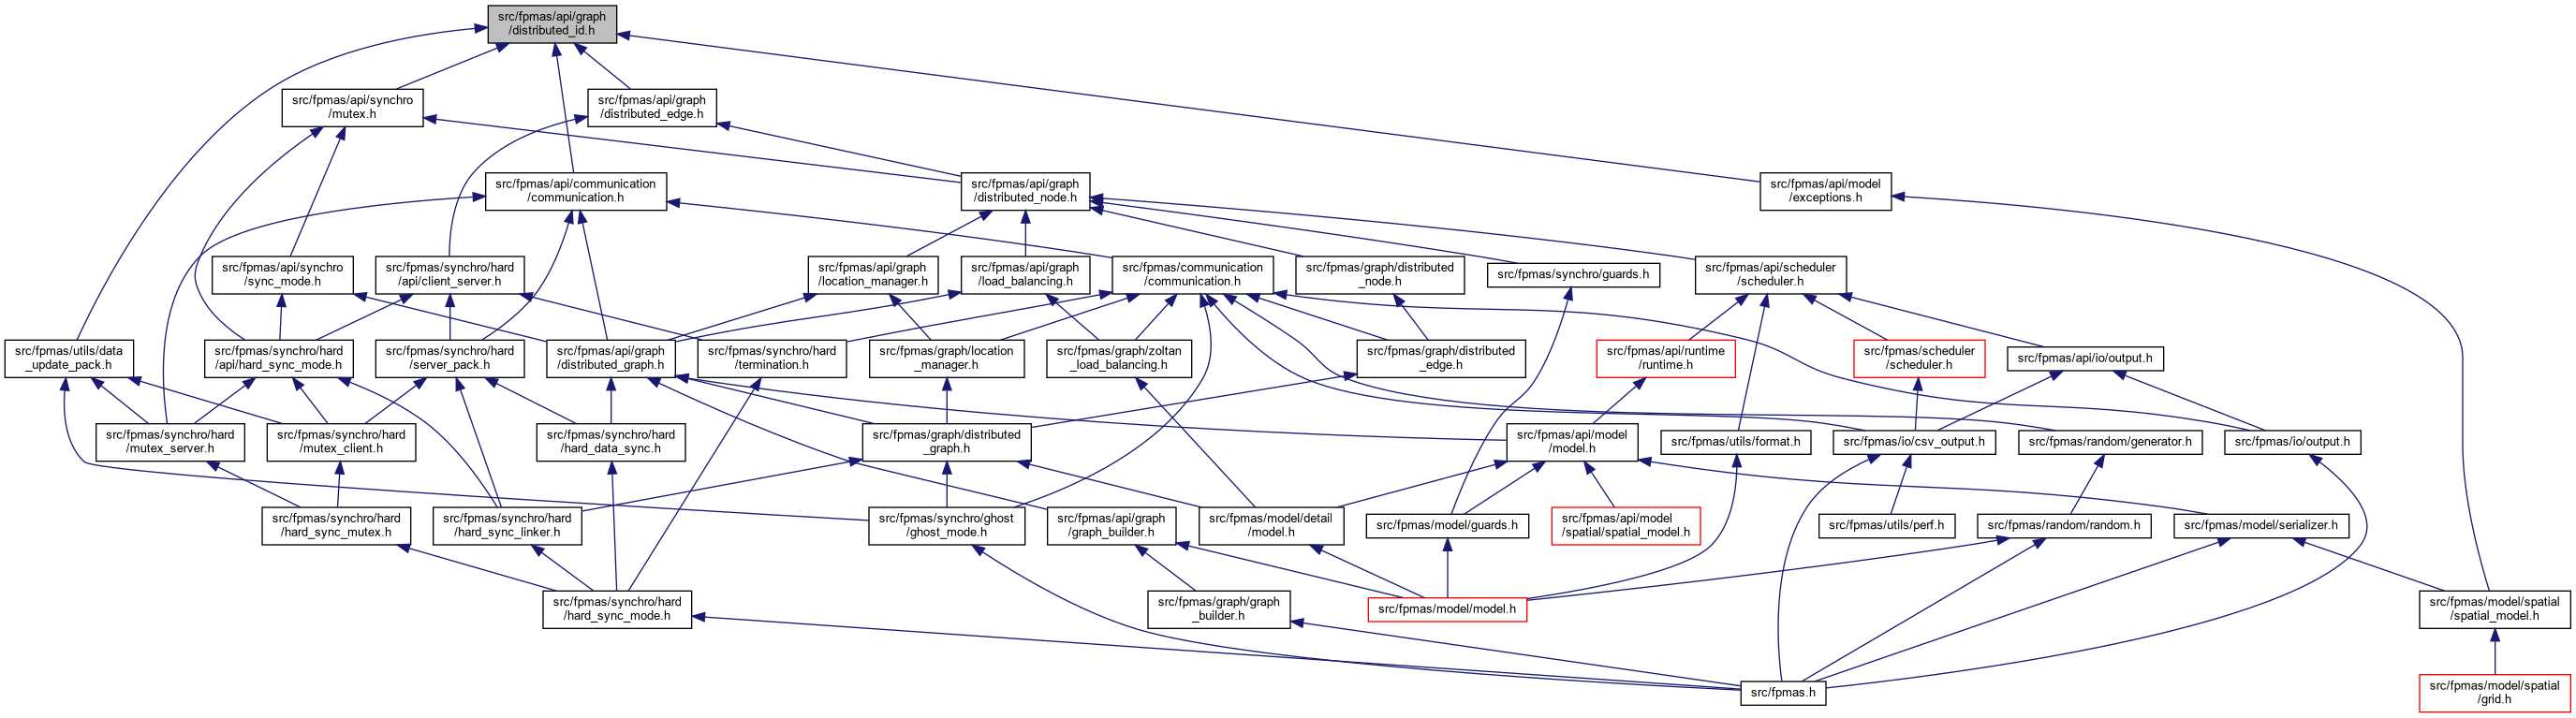 src/fpmas/api/graph
/distributed_id.h
src/fpmas/api/synchro
/mutex.h
src/fpmas/api/graph
/distributed_edge.h
src/fpmas/api/communication
/communication.h
src/fpmas/api/graph
/distributed_node.h
src/fpmas/api/model
/exceptions.h
src/fpmas/api/synchro
/sync_mode.h
src/fpmas/synchro/hard
/api/client_server.h
src/fpmas/api/graph
/location_manager.h
src/fpmas/api/graph
/load_balancing.h
src/fpmas/communication
/communication.h
src/fpmas/graph/distributed
_node.h
src/fpmas/synchro/guards.h
src/fpmas/api/scheduler
/scheduler.h
src/fpmas/utils/data
_update_pack.h
src/fpmas/synchro/hard
/api/hard_sync_mode.h
src/fpmas/synchro/hard
/server_pack.h
src/fpmas/api/graph
/distributed_graph.h
src/fpmas/synchro/hard
/termination.h
src/fpmas/graph/location
_manager.h
src/fpmas/graph/zoltan
_load_balancing.h
src/fpmas/graph/distributed
_edge.h
src/fpmas/api/runtime
/runtime.h
src/fpmas/scheduler
/scheduler.h
src/fpmas/api/io/output.h
src/fpmas/synchro/hard
/mutex_server.h
src/fpmas/synchro/hard
/mutex_client.h
src/fpmas/synchro/hard
/hard_data_sync.h
src/fpmas/graph/distributed
_graph.h
src/fpmas/api/model
/model.h
src/fpmas/utils/format.h
src/fpmas/io/csv_output.h
src/fpmas/random/generator.h
src/fpmas/io/output.h
src/fpmas/synchro/hard
/hard_sync_mutex.h
src/fpmas/synchro/hard
/hard_sync_linker.h
src/fpmas/synchro/ghost
/ghost_mode.h
src/fpmas/api/graph
/graph_builder.h
src/fpmas/model/detail
/model.h
src/fpmas/model/guards.h
src/fpmas/api/model
/spatial/spatial_model.h
src/fpmas/utils/perf.h
src/fpmas/random/random.h
src/fpmas/model/serializer.h
src/fpmas/synchro/hard
/hard_sync_mode.h
src/fpmas/graph/graph
_builder.h
src/fpmas/model/model.h
src/fpmas/model/spatial
/spatial_model.h
src/fpmas.h
src/fpmas/model/spatial
/grid.h